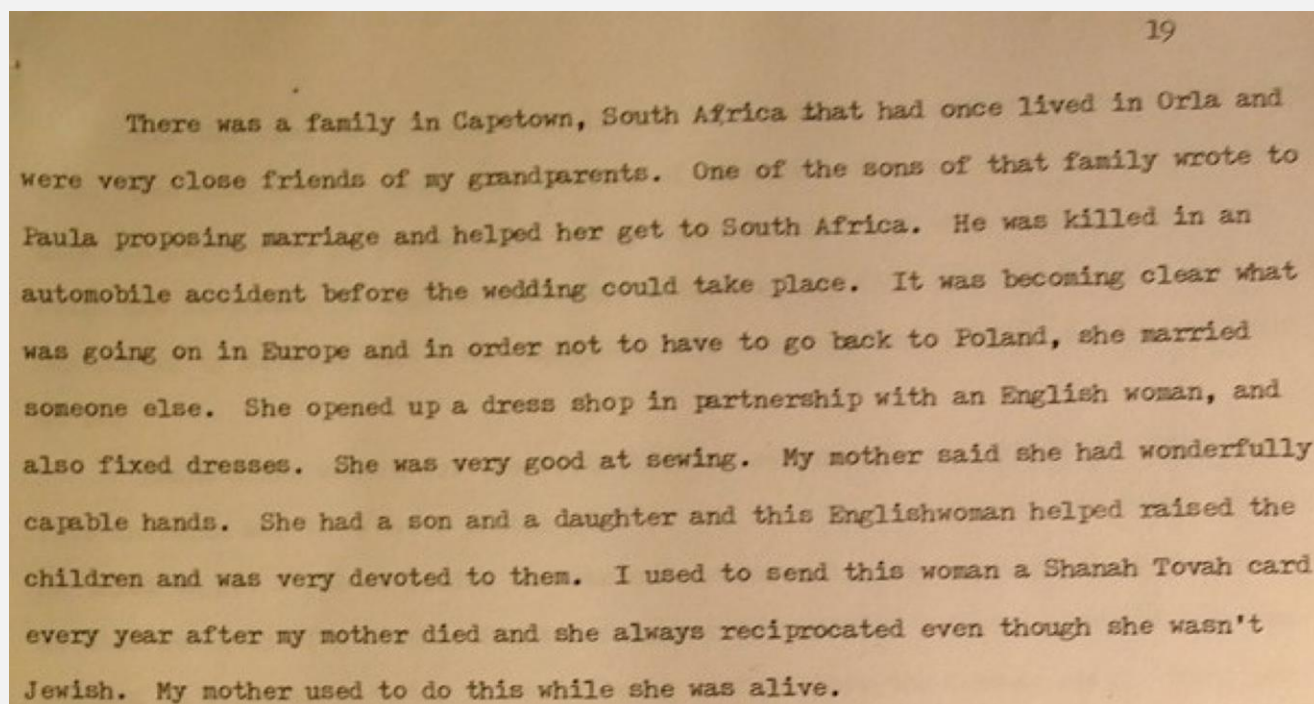 19
There was a family in Capetown, South Africa that had once lived in Orla and
were very close friends of my grandparents. One of the sons of that family wrote to
Paula proposing marriage and helped her get to South Africa. He was killed in an
automobile accident before the wedding could take place. It was becoming clear what
was going on in Europe and in order not to have to go back to Poland, she married
someone else. She opened up a dress shop in partnership with an English woman, and
also fixed dresses. She was very good at sewing. My mother said she had wonderfully
capable hands. She had a son and a daughter and this Englishwoman helped raised the
children and was very devoted to them. I used to send this woman a Shanah Tovah card
every year after my mother died and she always reciprocated even though she wasn't
Jewish. My mother used to do this while she was alive.